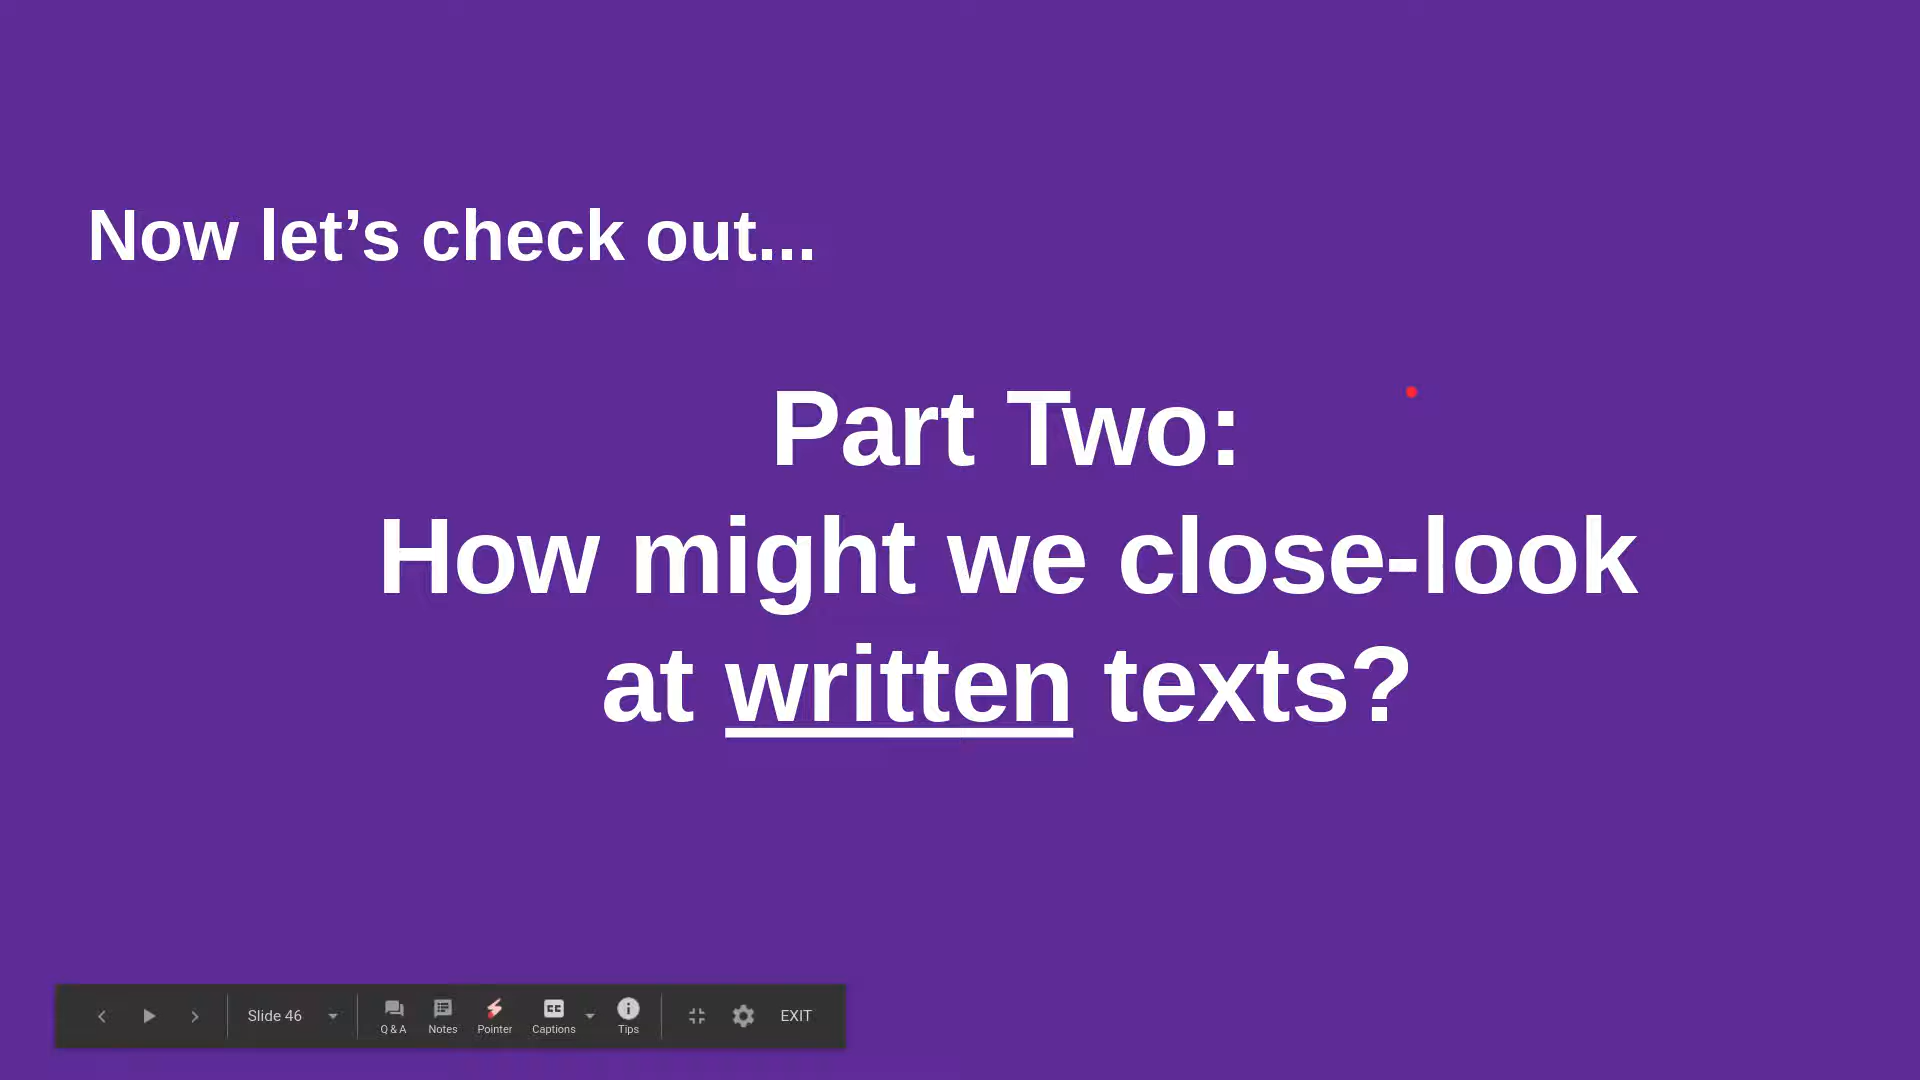 Now let’s check out...
Part Two:
How might we close-look
at written texts?
Slide 46
Q & A
Notes
Pointer
CC
Captions
Tips
EXIT